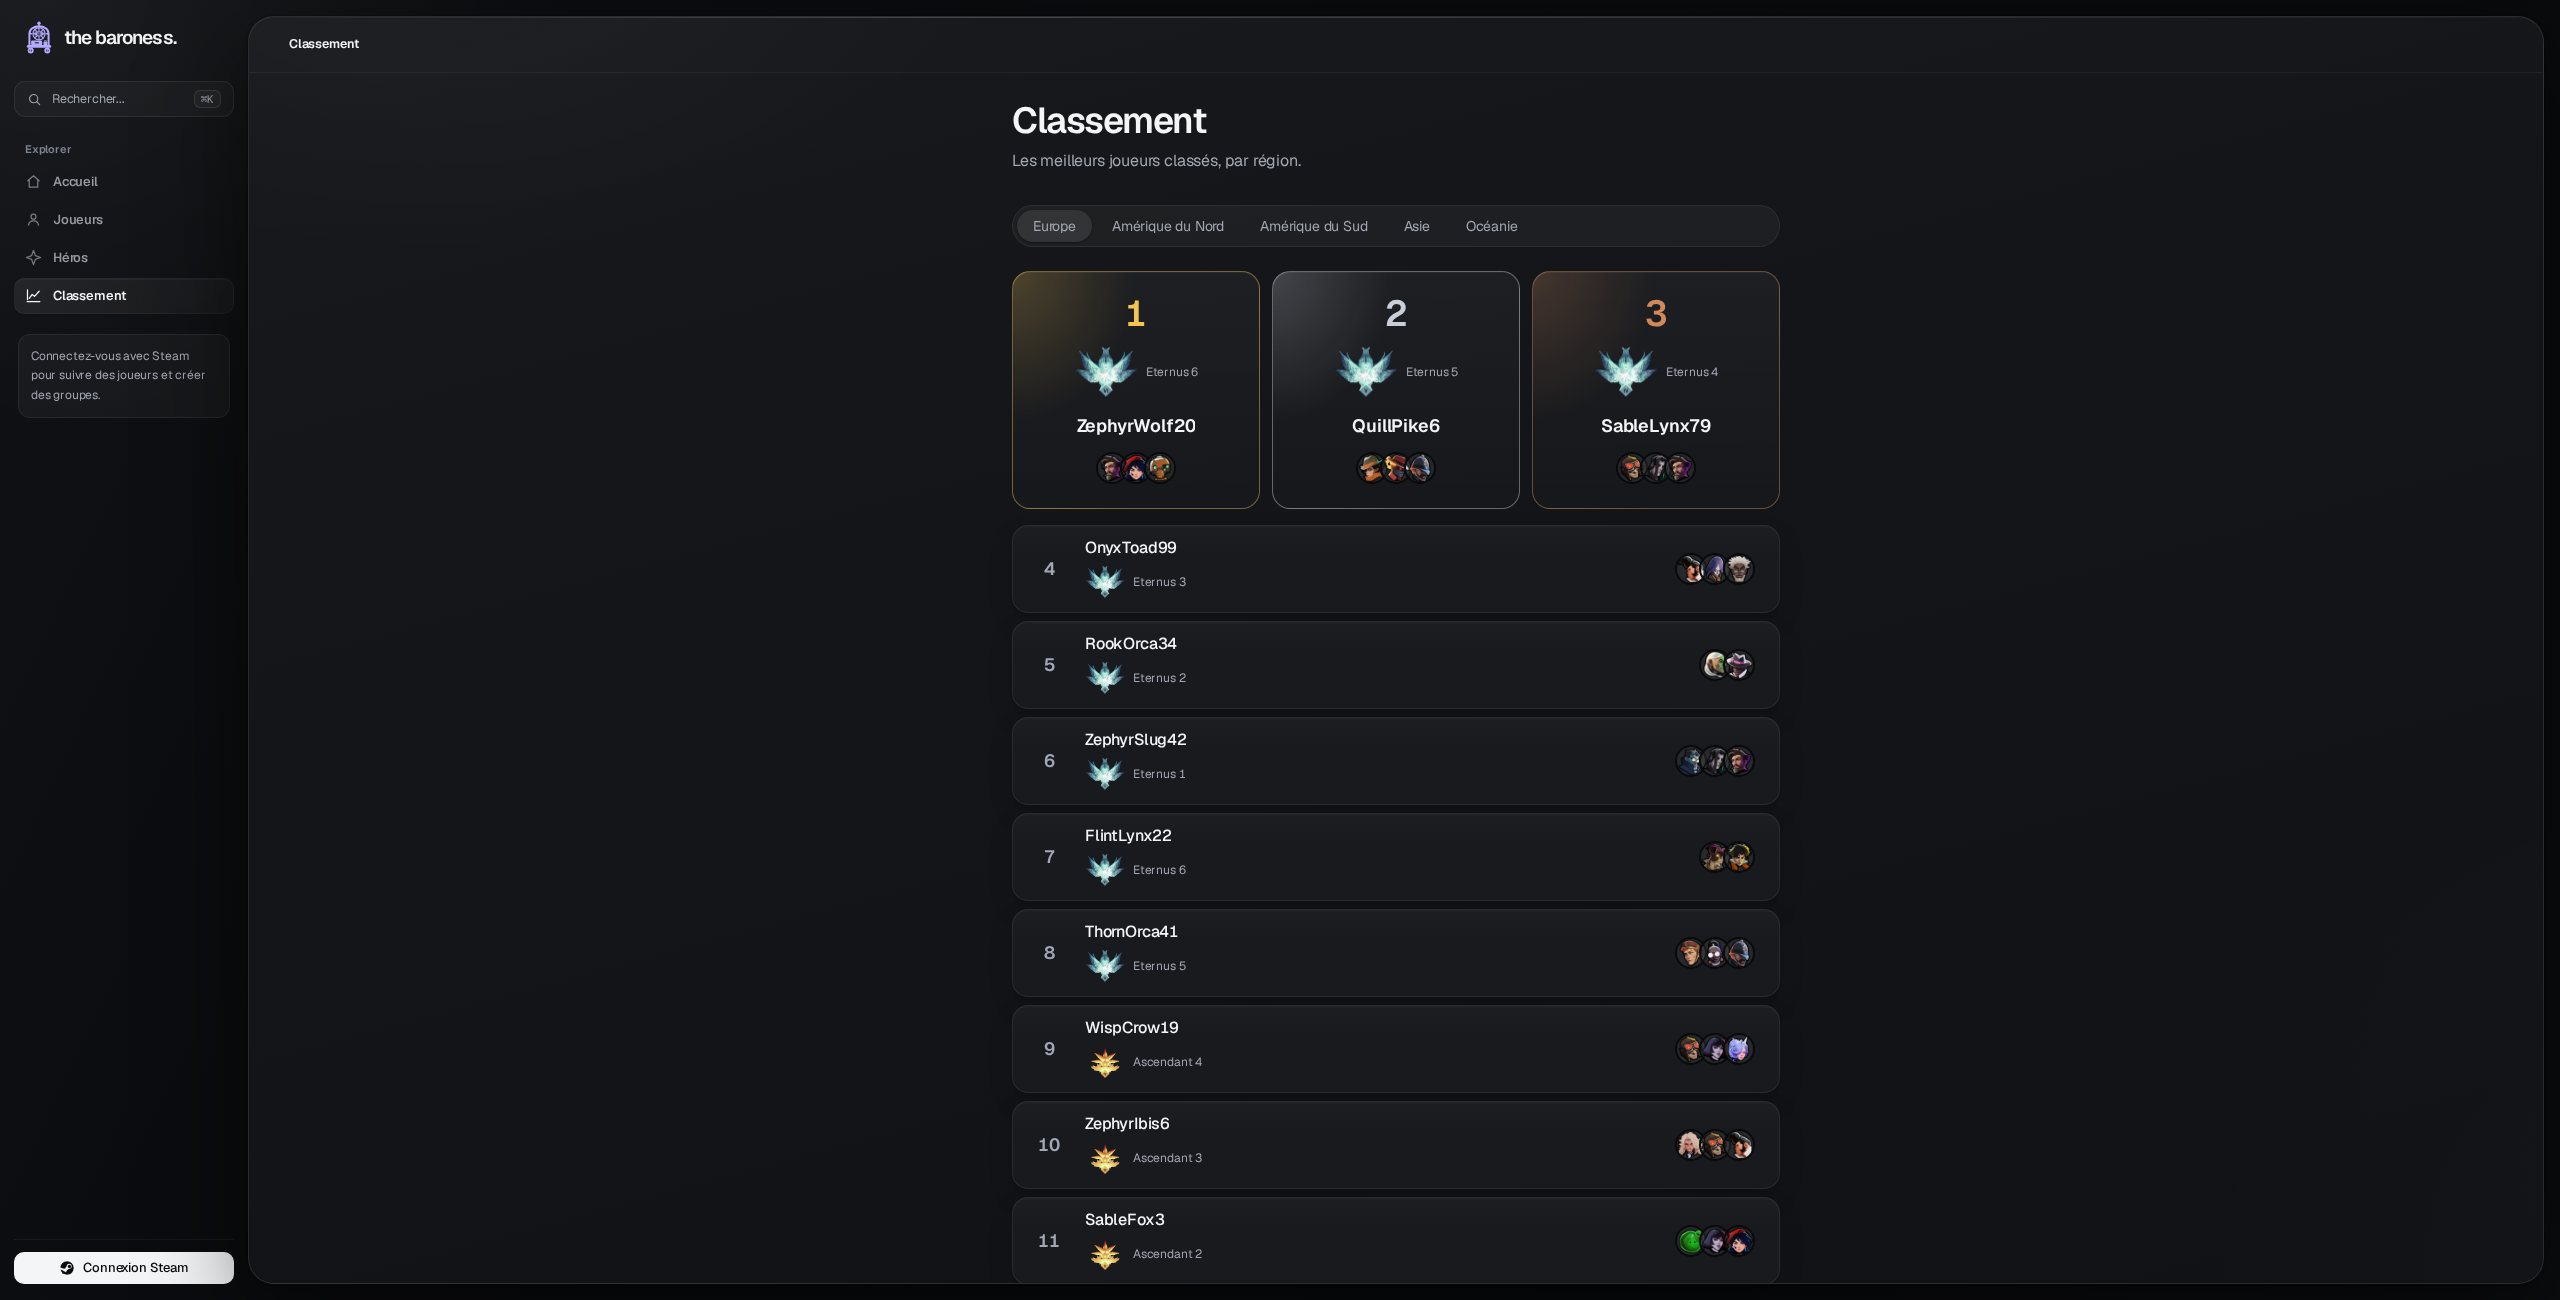 the baroness.
Rechercher...
⌘K
Explorer
Accueil
Joueurs
Héros
Classement
Connectez-vous avec Steam
pour suivre des joueurs et créer
des groupes.
Connexion Steam
Classement
Classement
Les meilleurs joueurs classés, par région.
Europe Amérique du Nord Amérique du Sud Asie Océanie
1
Eternus 6
ZephyrWolf20
2
Eternus 5
QuillPike6
3
Eternus 4
SableLynx79
4
OnyxToad99
Eternus 3
5
RookOrca34
Eternus 2
6
ZephyrSlug42
Eternus 1
7
FlintLynx22
Eternus 6
8
ThornOrca41
Eternus 5
9
WispCrow19
Ascendant 4
10
ZephyrIbis6
Ascendant 3
11
SableFox3
Ascendant 2